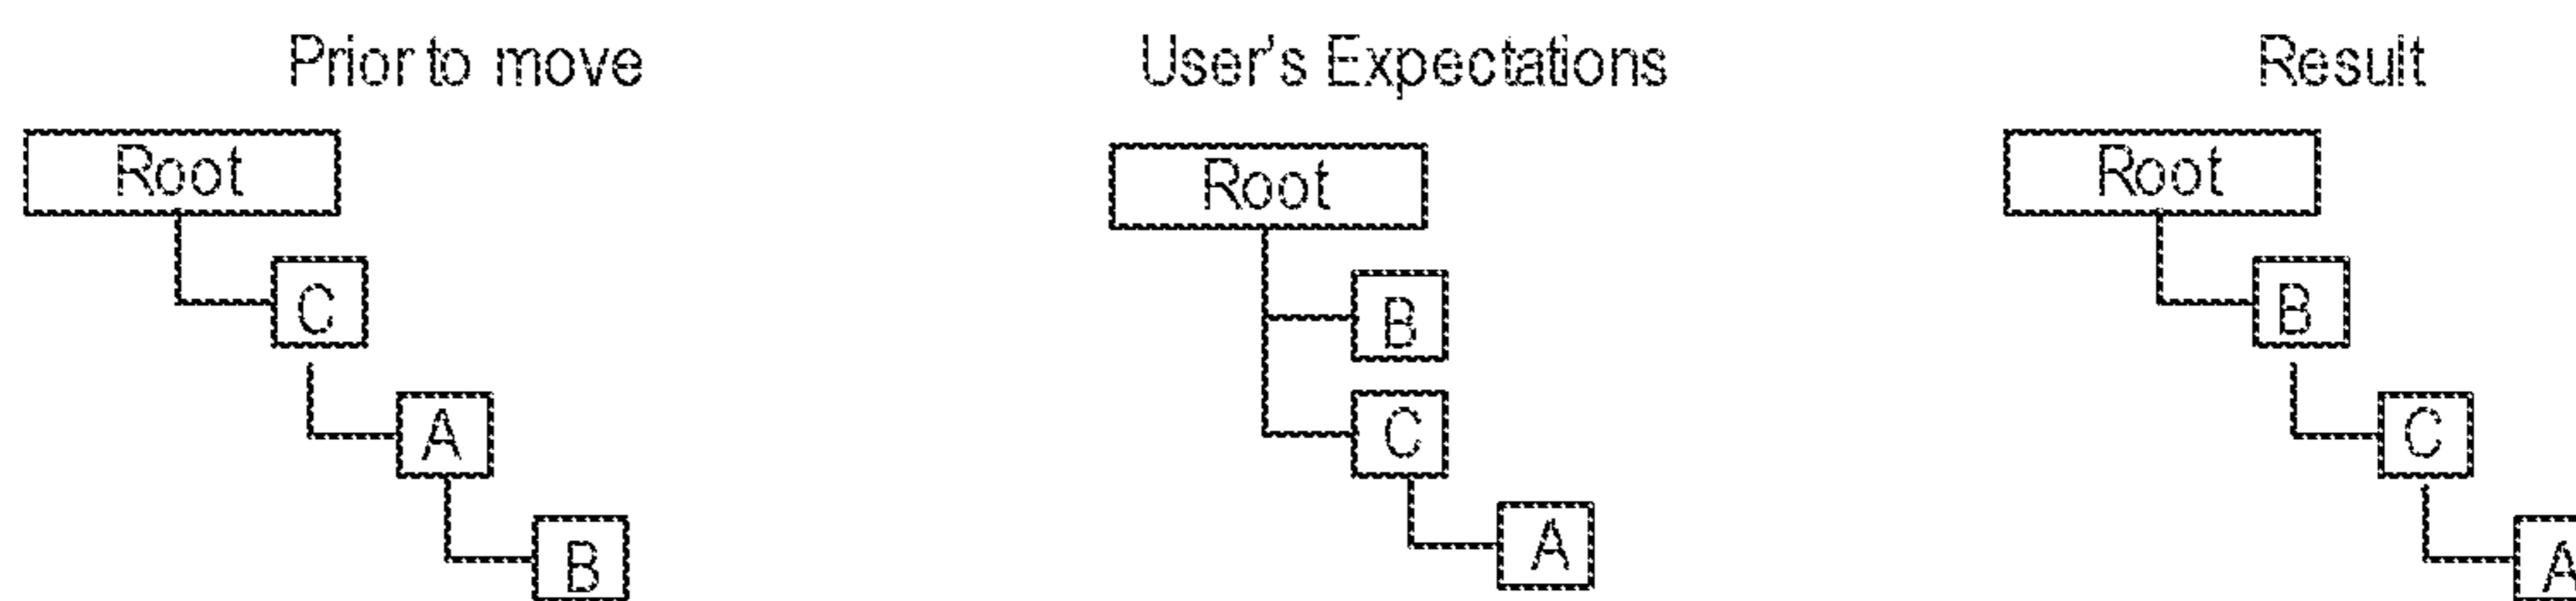 Prior to move
Root
C
A
B
User's Expectations
Root
B
C
A
Result
Root
B
C
A